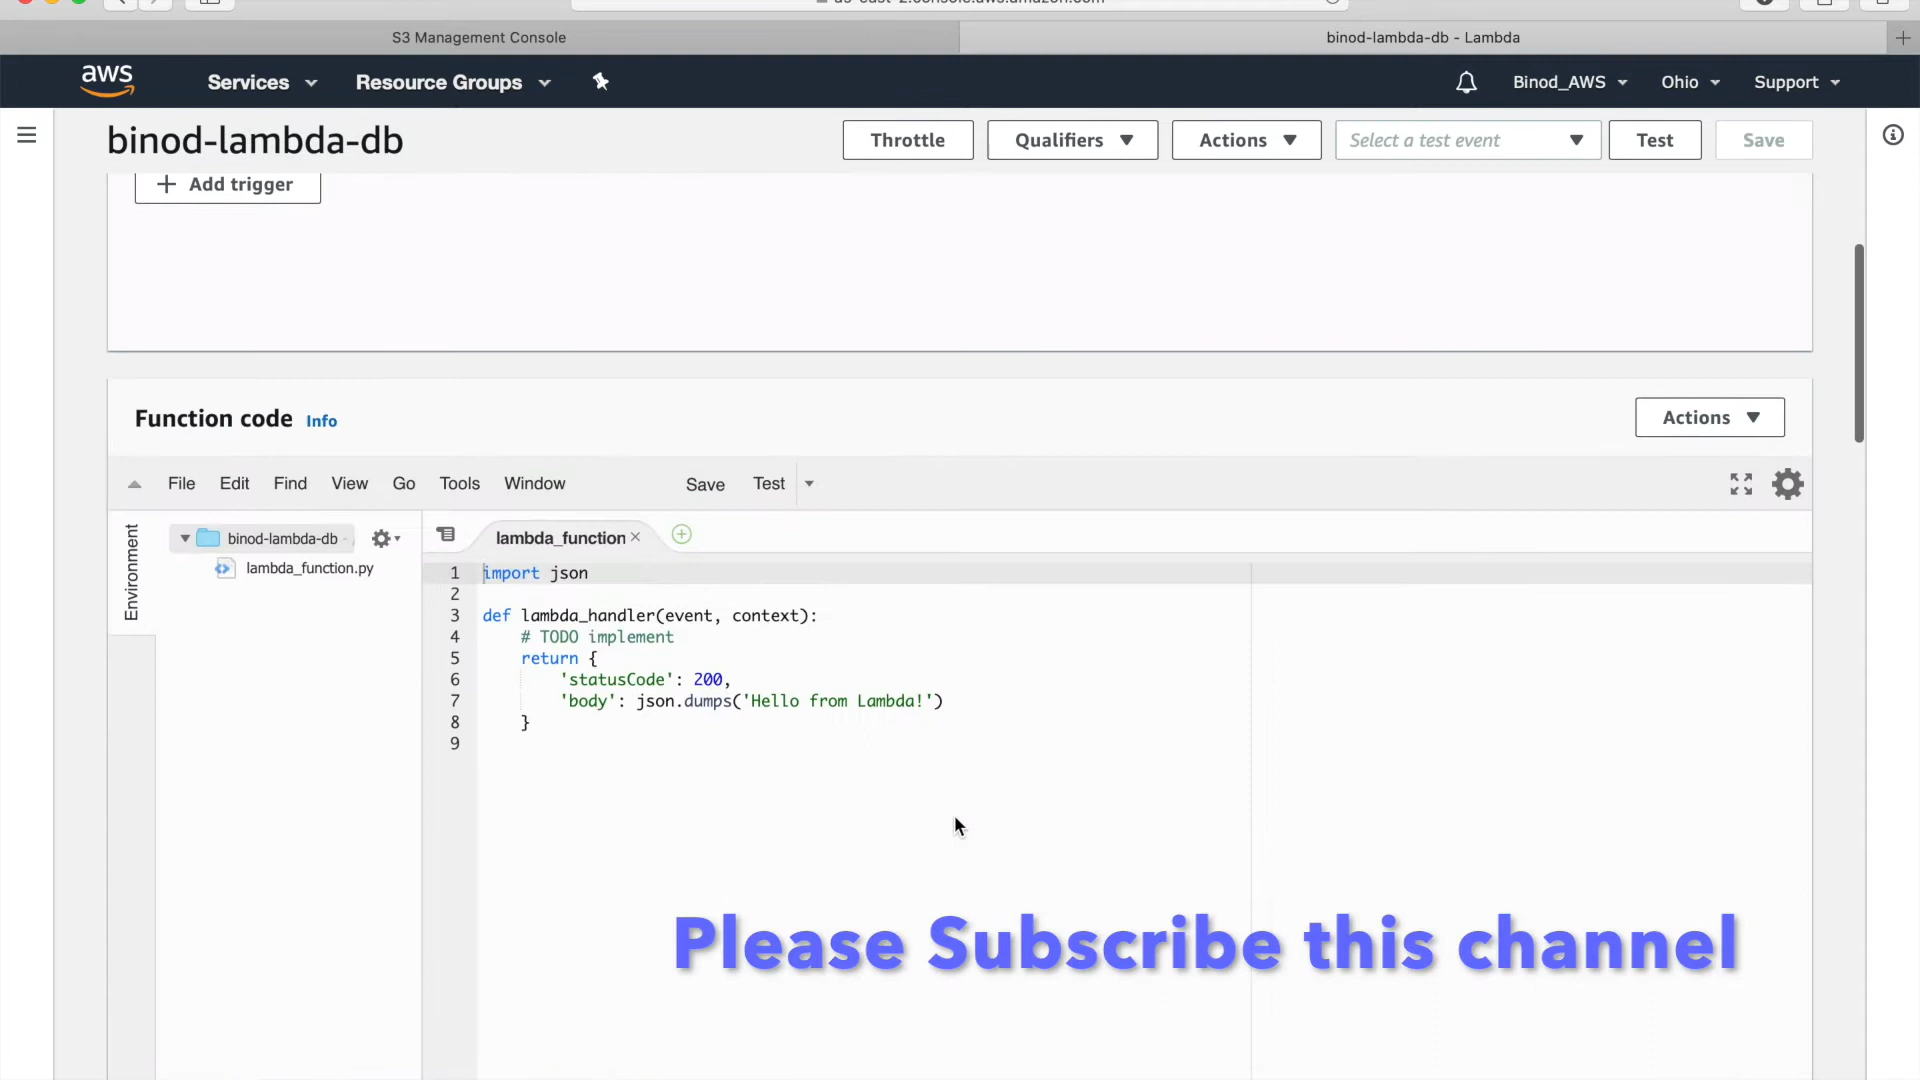 S3 Management Console
binod-lambda-db - Lambda
aws Services Resource Groups Binod_AWS Ohio Support
binod-lambda-db Throttle Qualifiers Actions Select a test event Test Save
Add trigger
Function code Info Actions
File Edit Find View Go Tools Window Save Test
Environment
binod-lambda-db
lambda_function.py
lambda_function
1 import json
2
3 def lambda_handler(event, context):
4 # TODO implement
5 return {
6 'statusCode': 200,
7 'body': json.dumps('Hello from Lambda!')
8 }
9
Please Subscribe this channel